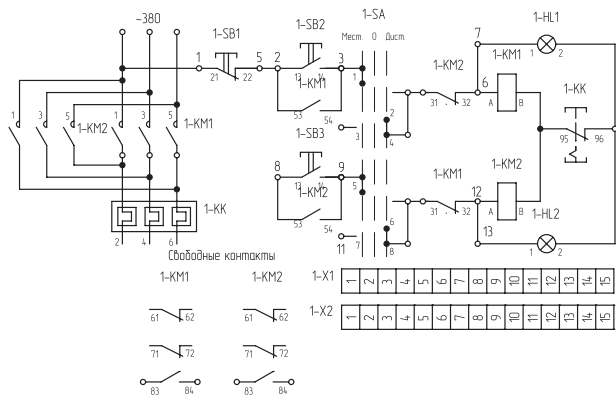 ~380
1-SB1
1-SB2
1-SA
1-HL1
Мест. 0 Дист.
7
1 2
1-KM1
1-KK
1 5 2 3
21 22
13 14
1-KM1
53 54
1
2
3 4
1-KM2
31. .32
6
A B
95 96
1 3 5 1-KM2 1 3 5 1-KM1
1-SB3
8 9
13 14
1-KM2
53 54
5
6
11 7 8
1-KM1
31. .32
12
1-KM2
A B
1-HL2
13
1 2
1-KK
2 4 6
Свободные контакты
1-KM1 1-KM2
61 62 61 62
71 72 71 72
83 84 83 84
1-X1 1 2 3 4 5 6 7 8 9 10 11 12 13 14 15
1-X2 1 2 3 4 5 6 7 8 9 10 11 12 13 14 15